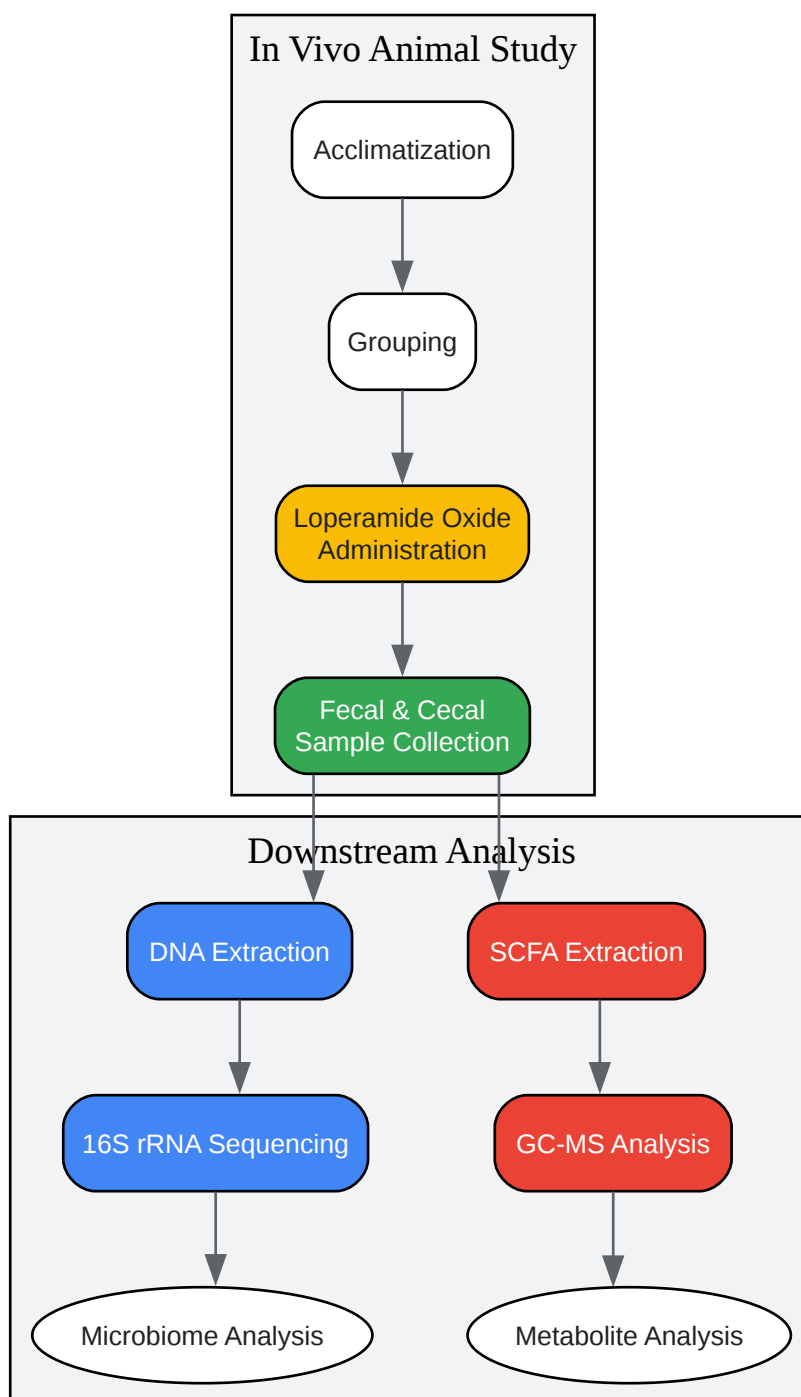 In Vivo Animal Study
Acclimatization
Grouping
Loperamide Oxide
Administration
Fecal & Cecal
Sample Collection
Downstream Analysis
DNA Extraction
SCFA Extraction
16S rRNA Sequencing
GC-MS Analysis
Microbiome Analysis
Metabolite Analysis